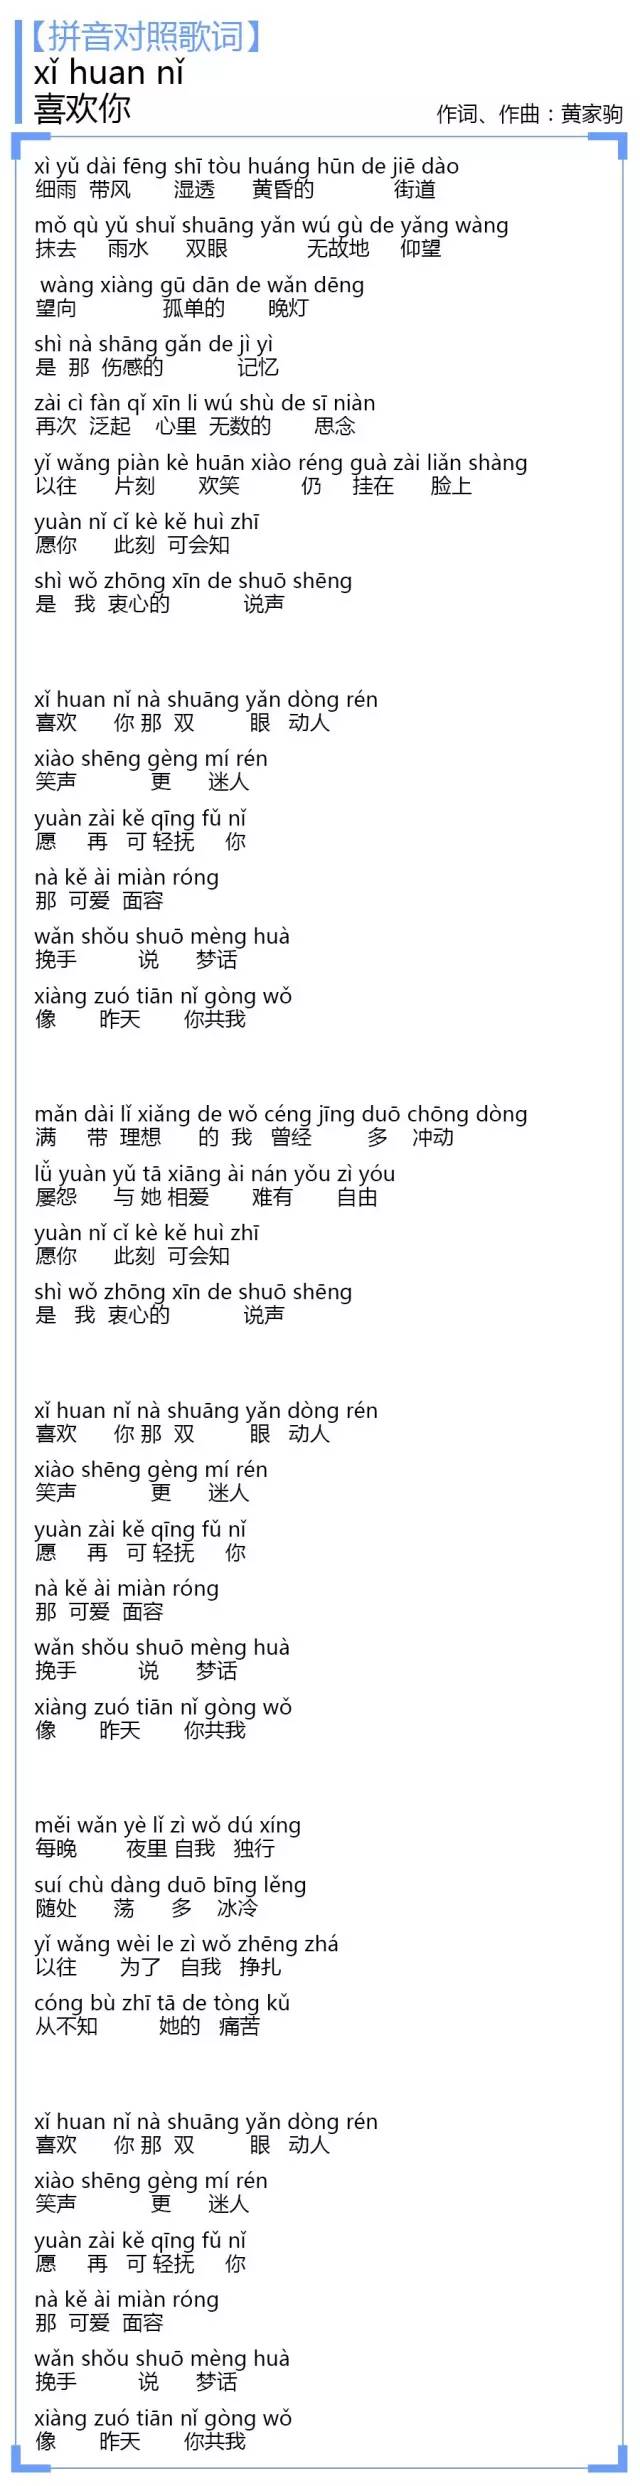 【拼音对照歌词】
xǐ huan nǐ
喜欢你
作词、作曲：黄家驹
xì yǔ dài fēng shī tòu huáng hūn de jiē dào
细雨 带风 湿透 黄昏的 街道
mǒ qù yǔ shuǐ shuāng yǎn wú gù de yǎng wàng
抹去 雨水 双眼 无故地 仰望
wàng xiàng gū dān de wǎn dēng
望向 孤单的 晚灯
shì nà shāng gǎn de jì yì
是 那 伤感的 记忆
zài cì fàn qǐ xīn li wú shù de sī niàn
再次 泛起 心里 无数的 思念
yǐ wǎng piàn kè huān xiào réng guà zài liǎn shàng
以往 片刻 欢笑 仍 挂在 脸上
yuàn nǐ cǐ kè kě huì zhī
愿你 此刻 可会知
shì wǒ zhōng xīn de shuō shēng
是 我 衷心的 说声
xǐ huan nǐ nà shuāng yǎn dòng rén
喜欢 你 那 双 眼 动人
xiào shēng gèng mí rén
笑声 更 迷人
yuàn zài kě qīng fǔ nǐ
愿 再 可 轻抚 你
nà kě ài miàn róng
那 可爱 面容
wǎn shǒu shuō mèng huà
挽手 说 梦话
xiàng zuó tiān nǐ gòng wǒ
像 昨天 你共我
mǎn dài lǐ xiǎng de wǒ céng jīng duō chōng dòng
满 带 理想 的 我 曾经 多 冲动
lǚ yuàn yǔ tā xiāng ài nán yǒu zì yóu
屡怨 与 她 相爱 难有 自由
yuàn nǐ cǐ kè kě huì zhī
愿你 此刻 可会知
shì wǒ zhōng xīn de shuō shēng
是 我 衷心的 说声
xǐ huan nǐ nà shuāng yǎn dòng rén
喜欢 你 那 双 眼 动人
xiào shēng gèng mí rén
笑声 更 迷人
yuàn zài kě qīng fǔ nǐ
愿 再 可 轻抚 你
nà kě ài miàn róng
那 可爱 面容
wǎn shǒu shuō mèng huà
挽手 说 梦话
xiàng zuó tiān nǐ gòng wǒ
像 昨天 你共我
měi wǎn yè lǐ zì wǒ dú xíng
每晚 夜里 自我 独行
suí chù dàng duō bīng lěng
随处 荡 多 冰冷
yǐ wǎng wèi le zì wǒ zhēng zhá
以往 为了 自我 挣扎
cóng bù zhī tā de tòng kǔ
从不知 她的 痛苦
xǐ huan nǐ nà shuāng yǎn dòng rén
喜欢 你 那 双 眼 动人
xiào shēng gèng mí rén
笑声 更 迷人
yuàn zài kě qīng fǔ nǐ
愿 再 可 轻抚 你
nà kě ài miàn róng
那 可爱 面容
wǎn shǒu shuō mèng huà
挽手 说 梦话
xiàng zuó tiān nǐ gòng wǒ
像 昨天 你共我